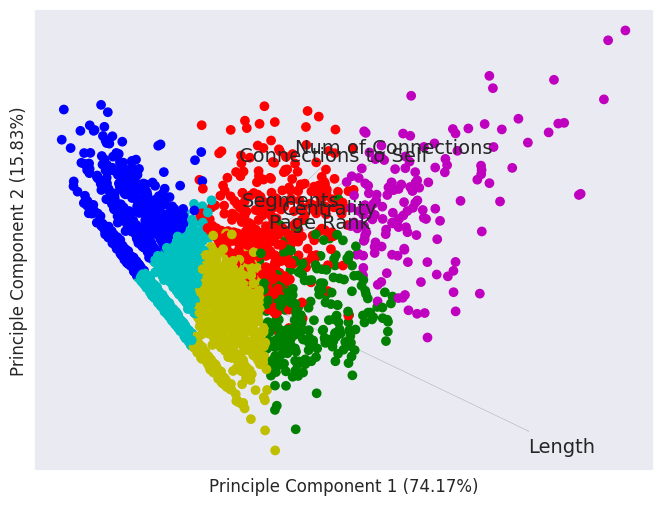 Num of Connections
Connections to Self
Segments
Centrality
Page Rank
Length
Principle Component 2 (15.83%)
Principle Component 1 (74.17%)